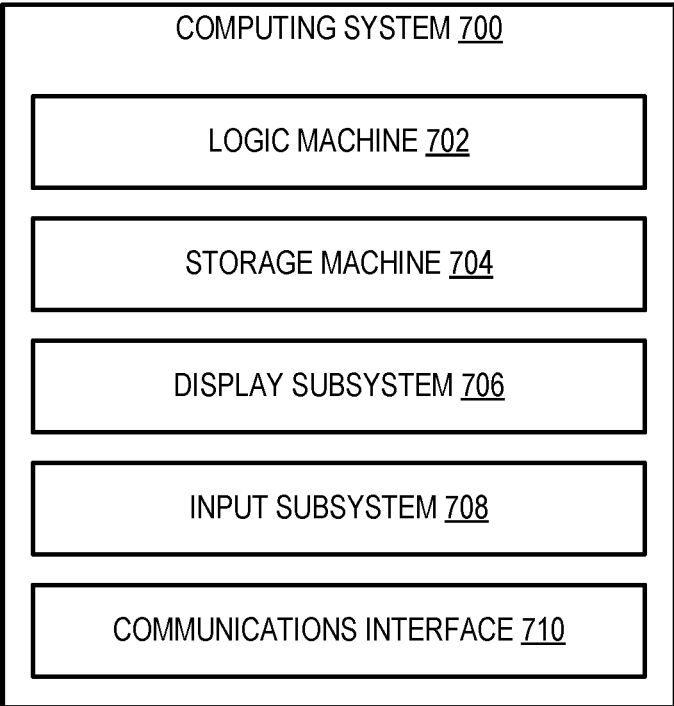 COMPUTING SYSTEM 700
LOGIC MACHINE 702
STORAGE MACHINE 704
DISPLAY SUBSYSTEM 706
INPUT SUBSYSTEM 708
COMMUNICATIONS INTERFACE 710